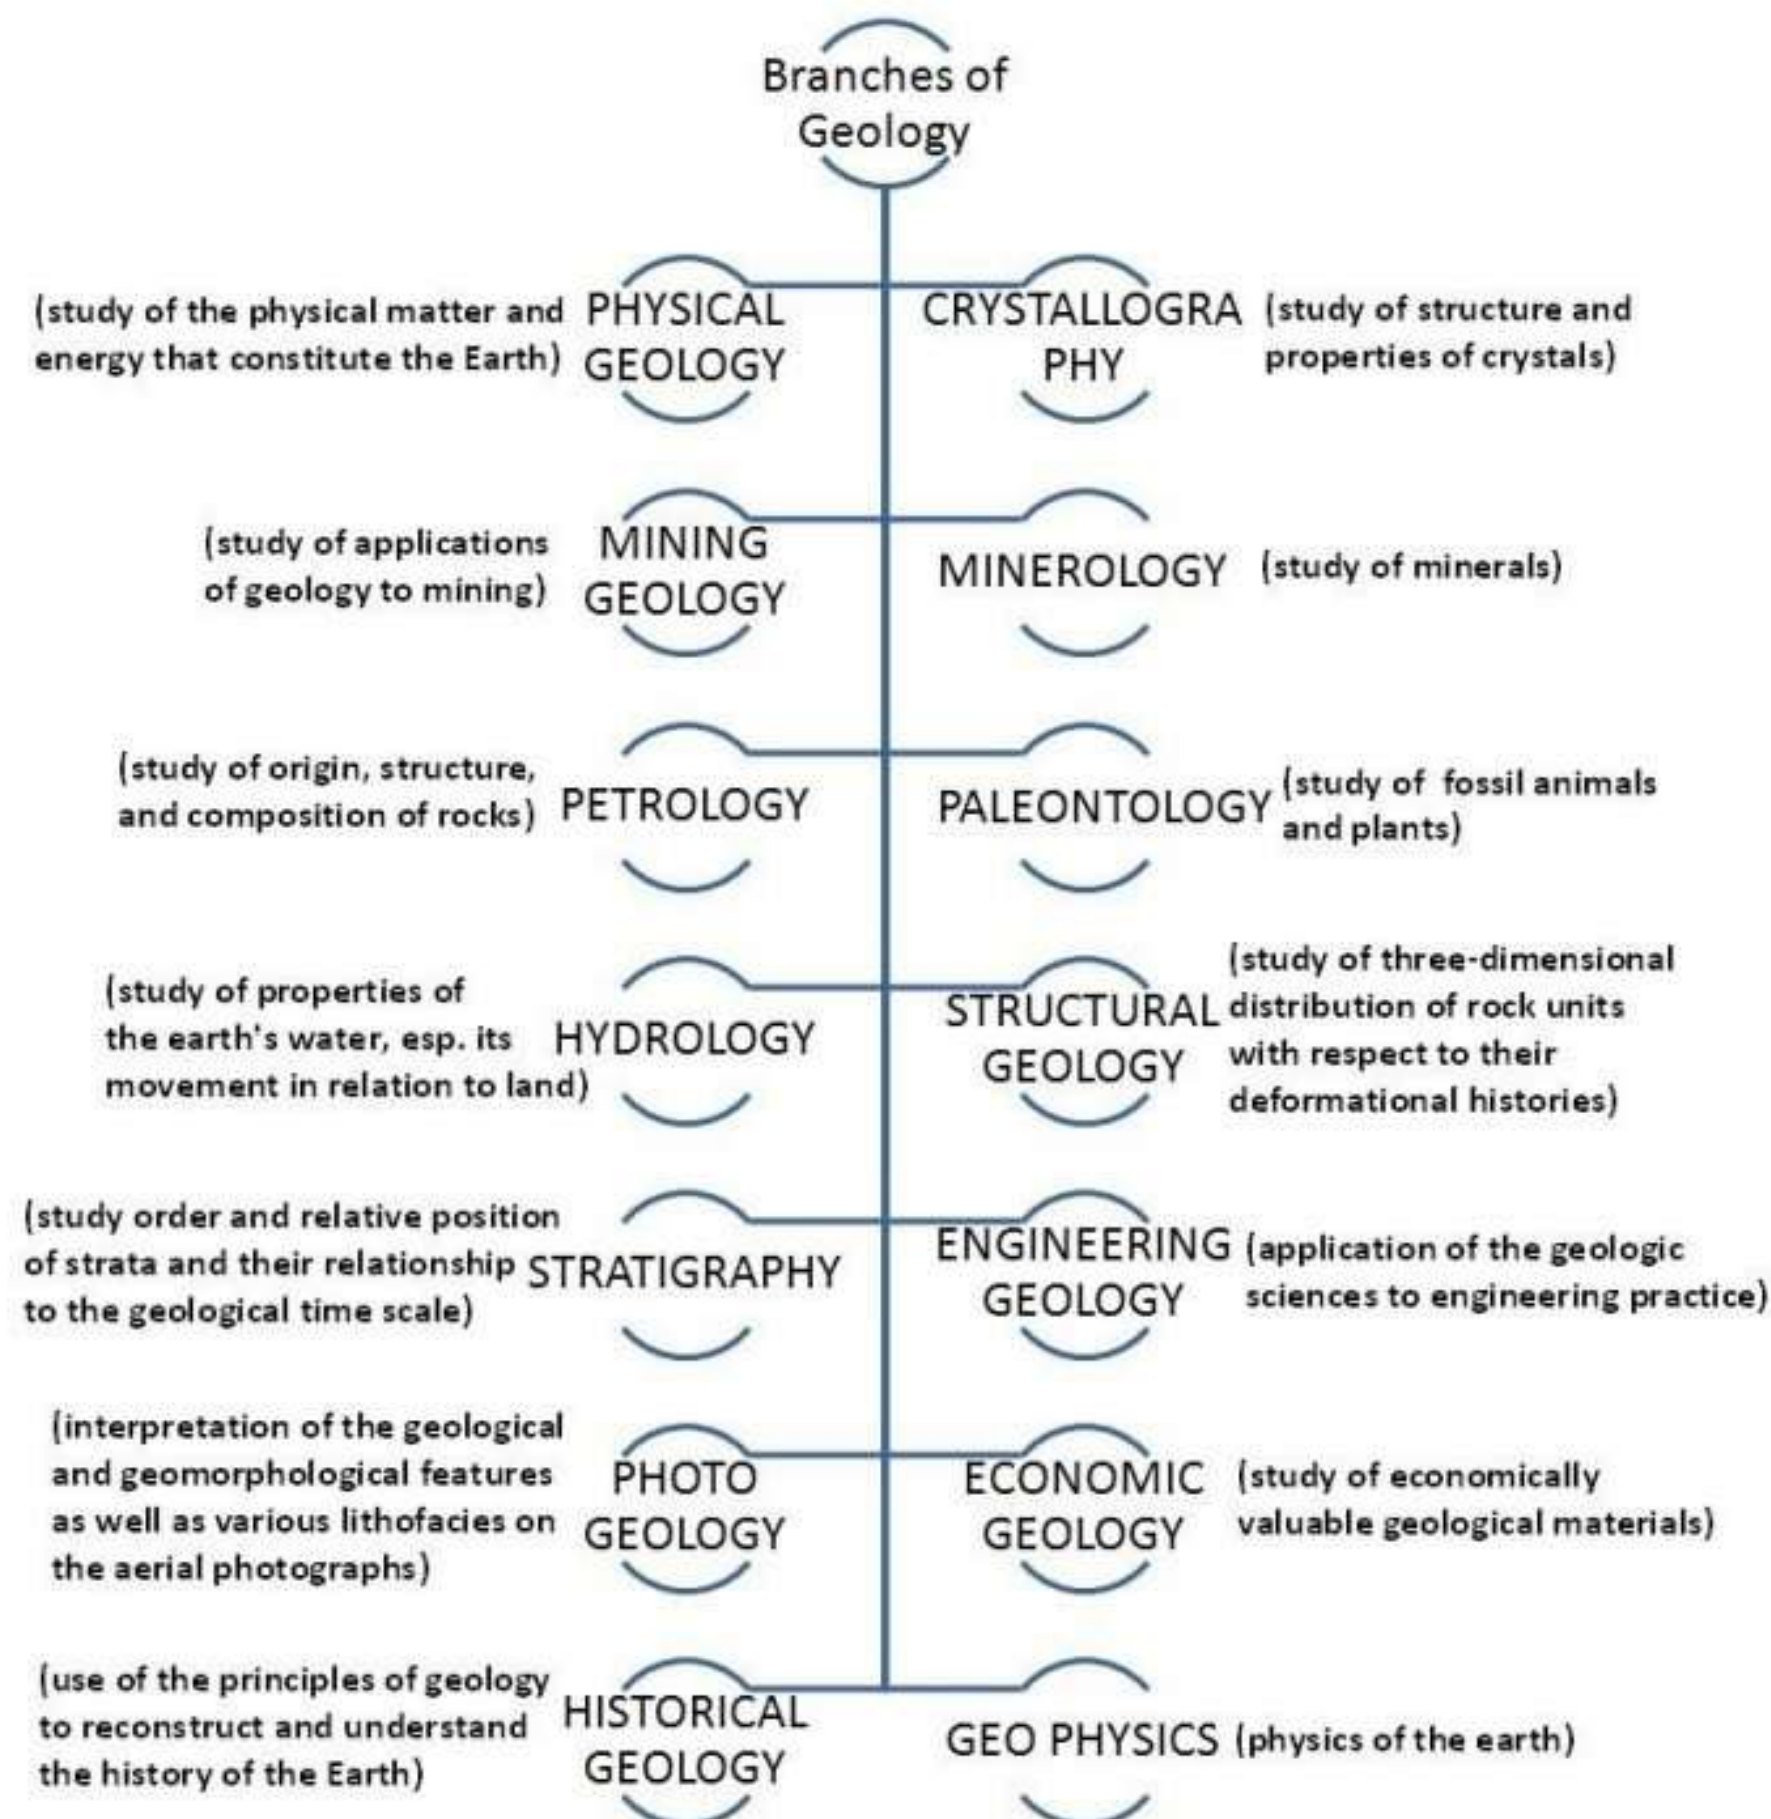 Branches of
Geology
(study of the physical matter and
energy that constitute the Earth)
PHYSICAL
GEOLOGY
CRYSTALLOGRA
PHY
(study of structure and
properties of crystals)
(study of applications
of geology to mining)
MINING
GEOLOGY
MINEROLOGY
(study of minerals)
(study of origin, structure,
and composition of rocks)
PETROLOGY
PALEONTOLOGY
(study of fossil animals
and plants)
(study of properties of
the earth's water, esp. its
movement in relation to land)
HYDROLOGY
STRUCTURAL
GEOLOGY
(study of three-dimensional
distribution of rock units
with respect to their
deformational histories)
(study order and relative position
of strata and their relationship
to the geological time scale)
STRATIGRAPHY
ENGINEERING
GEOLOGY
(application of the geologic
sciences to engineering practice)
(interpretation of the geological
and geomorphological features
as well as various lithofacies on
the aerial photographs)
PHOTO
GEOLOGY
ECONOMIC
GEOLOGY
(study of economically
valuable geological materials)
(use of the principles of geology
to reconstruct and understand
the history of the Earth)
HISTORICAL
GEOLOGY
GEO PHYSICS
(physics of the earth)